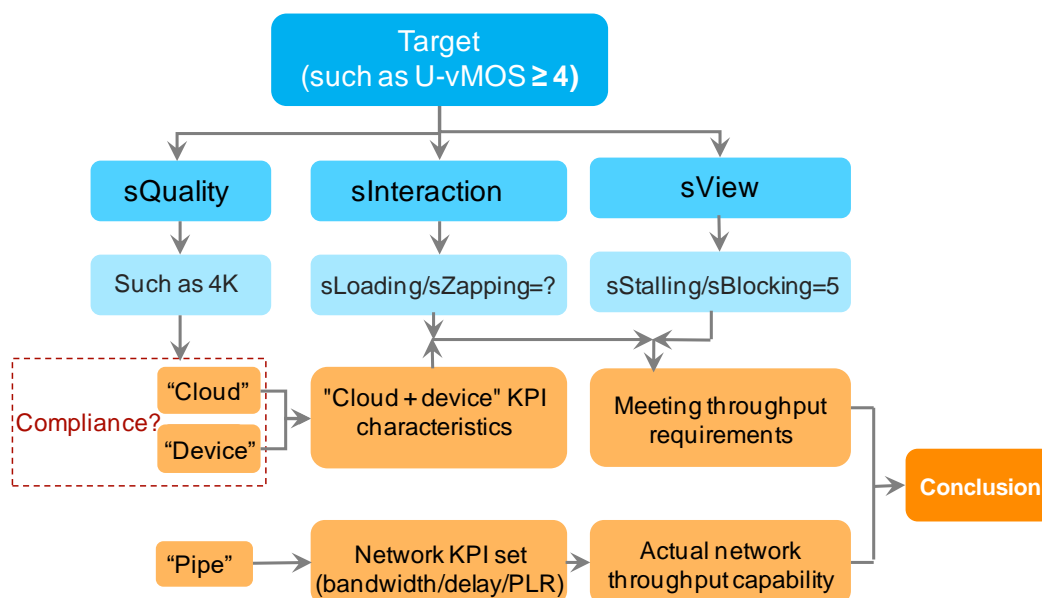 Target
(such as U-vMOS ≥ 4)
sQuality
sInteraction
sView
Such as 4K
sLoading/sZapping=?
sStalling/sBlocking=5
Compliance?
“Cloud”
“Device”
"Cloud + device" KPI
characteristics
Meeting throughput
requirements
Conclusion
“Pipe”
Network KPI set
(bandwidth/delay/PLR)
Actual network
throughput capability